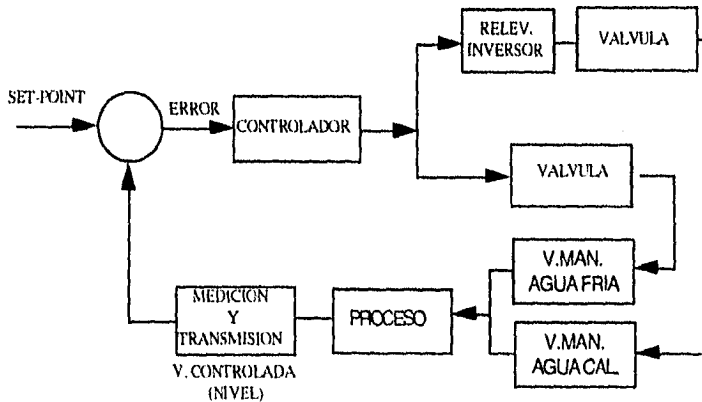 RELEV.
INVERSOR
VALVULA
SET-POINT
ERROR
CONTROLADOR
VALVULA
V.MAN.
AGUA FRIA
MEDICION
Y
TRANSMISION
PROCESO
V.MAN.
AGUA CAL.
V. CONTROLADA
(NIVEL)